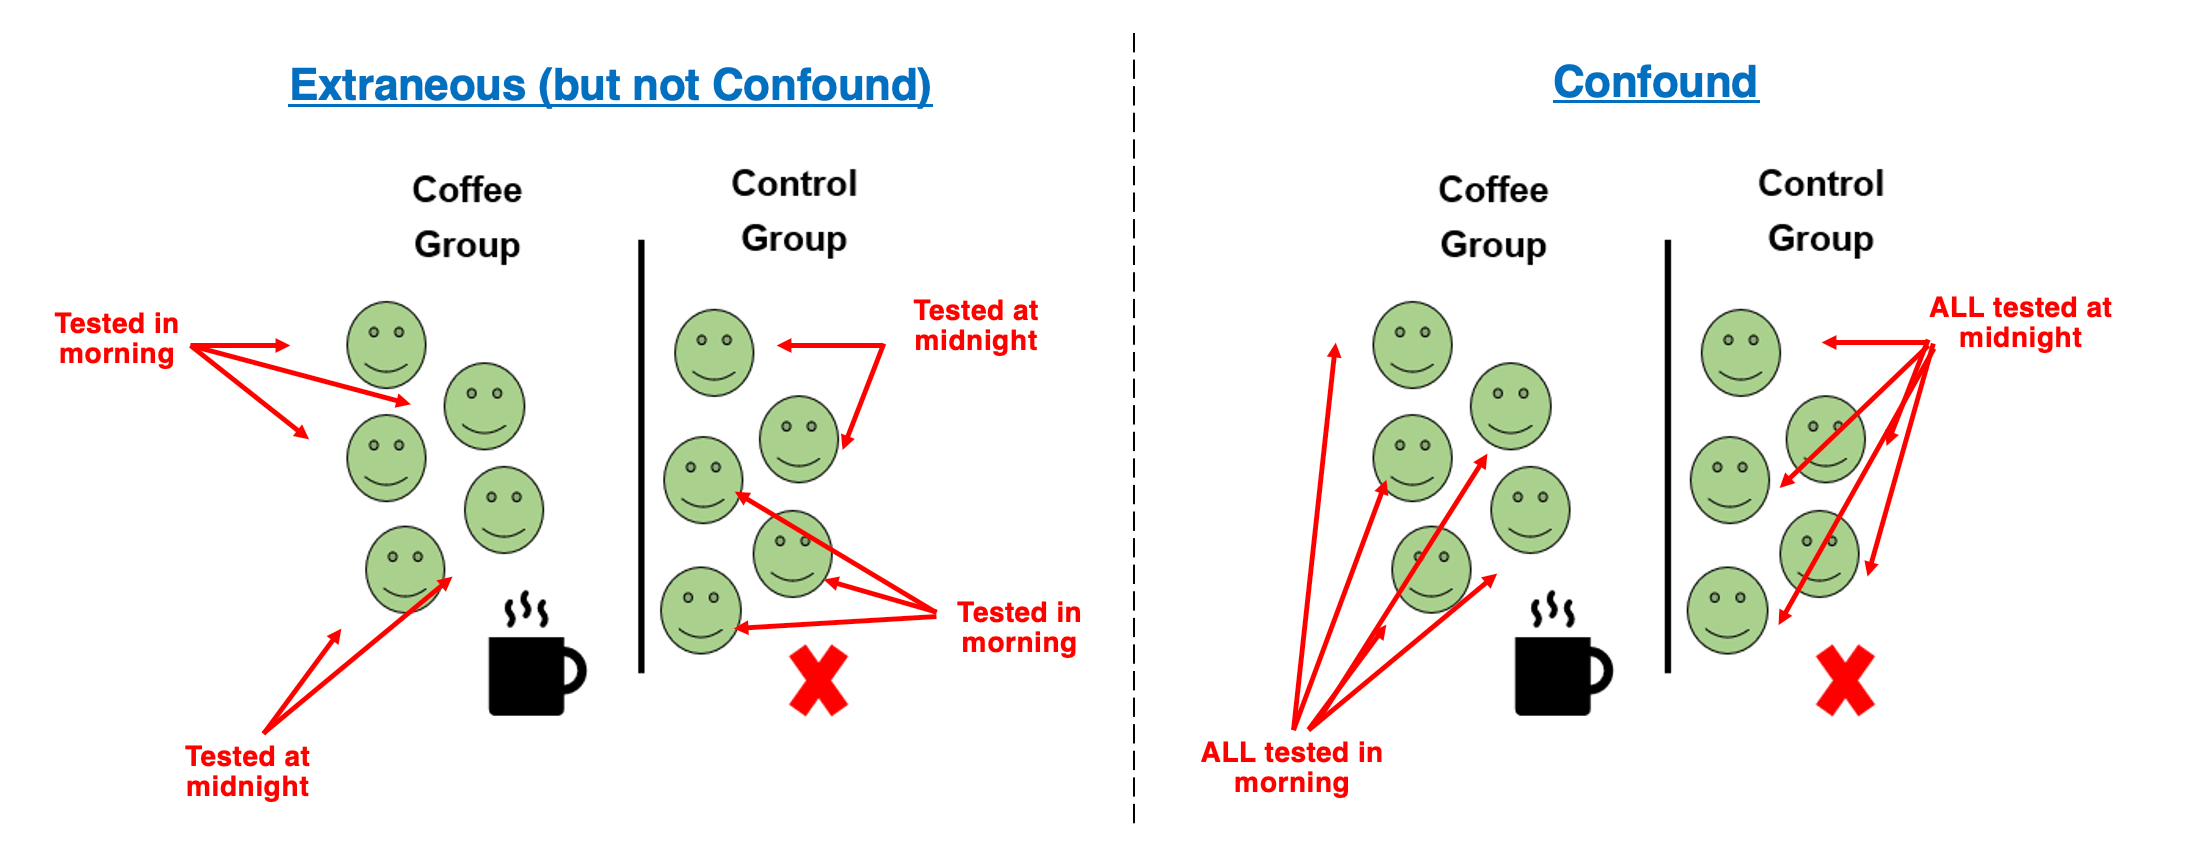 Extraneous (but not Confound)
Coffee
Group
Control
Group
Tested in
morning
Tested at
midnight
Tested in
morning
Tested at
midnight
Confound
Coffee
Group
Control
Group
ALL tested at
midnight
ALL tested in
morning